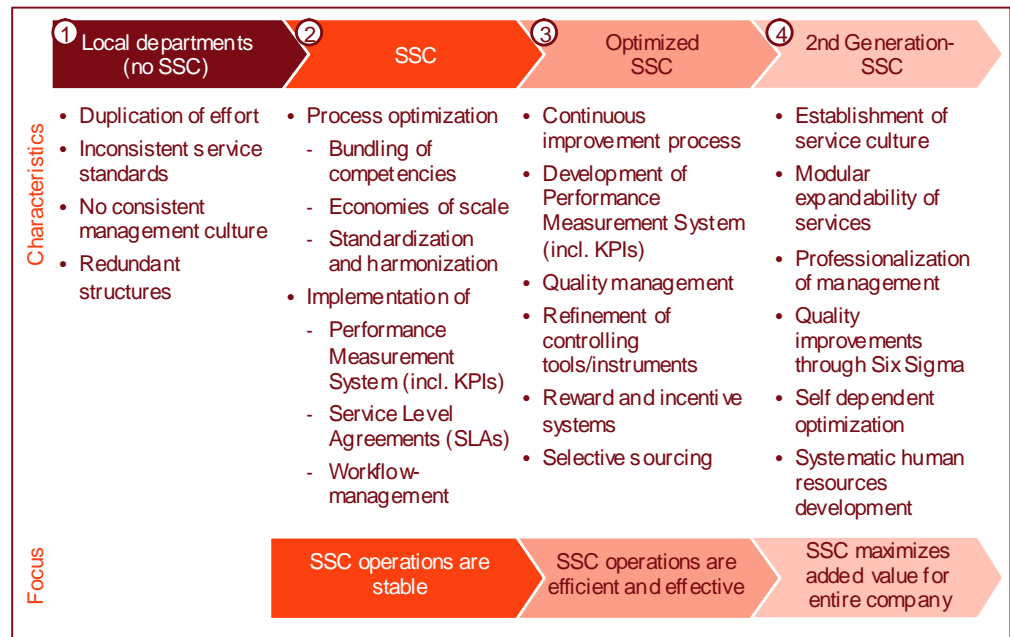 1
Local departments
(no SSC)
2
SSC
3
Optimized
SSC
4
2nd Generation-
SSC
Characteristics
• Duplication of effort
• Inconsistent service
standards
• No consistent
management culture
• Redundant
structures
• Process optimization
- Bundling of
competencies
- Economies of scale
- Standardization
and harmonization
• Implementation of
- Performance
Measurement
System (incl. KPIs)
- Service Level
Agreements (SLAs)
- Workflow-
management
• Continuous
improvement process
• Development of
Performance
Measurement System
(incl. KPIs)
• Quality management
• Refinement of
controlling
tools/instruments
• Reward and incentive
systems
• Selective sourcing
• Establishment of
service culture
• Modular
expandability of
services
• Professionalization
of management
• Quality
improvements
through Six Sigma
• Self dependent
optimization
• Systematic human
resources
development
Focus
SSC operations are
stable
SSC operations are
efficient and effective
SSC maximizes
added value for
entire company